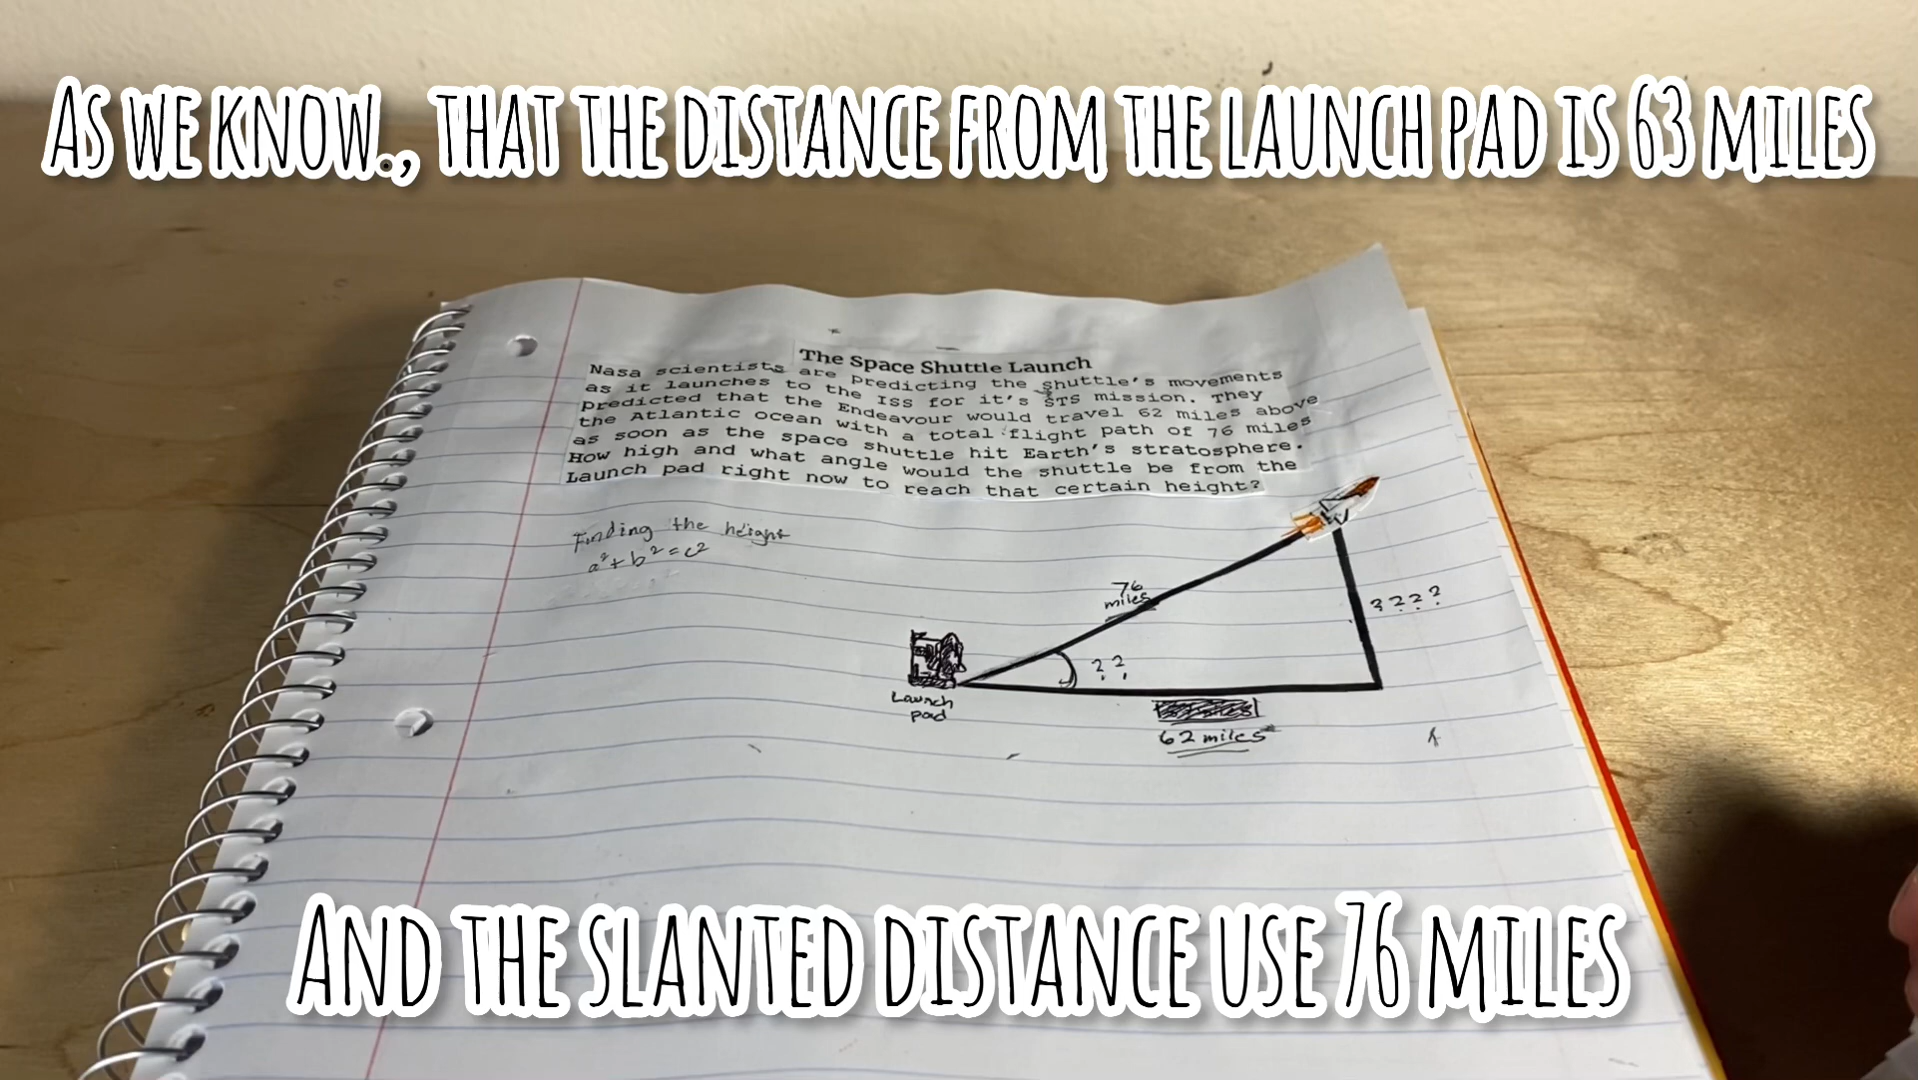 As we know., that the distance from the launch pad is 63 miles
The Space Shuttle Launch
Nasa scientists are predicting the shuttle's movements
as it launches to the ISS for it's STS mission. They
predicted that the Endeavour would travel 62 miles above
the Atlantic ocean with a total flight path of 76 miles
as soon as the space shuttle hit Earth's stratosphere.
How high and what angle would the shuttle be from the
Launch pad right now to reach that certain height?
Finding the height
a²+b²=c²
76
miles
????
??
Launch
pad
62 miles
And the slanted distance use 76 miles